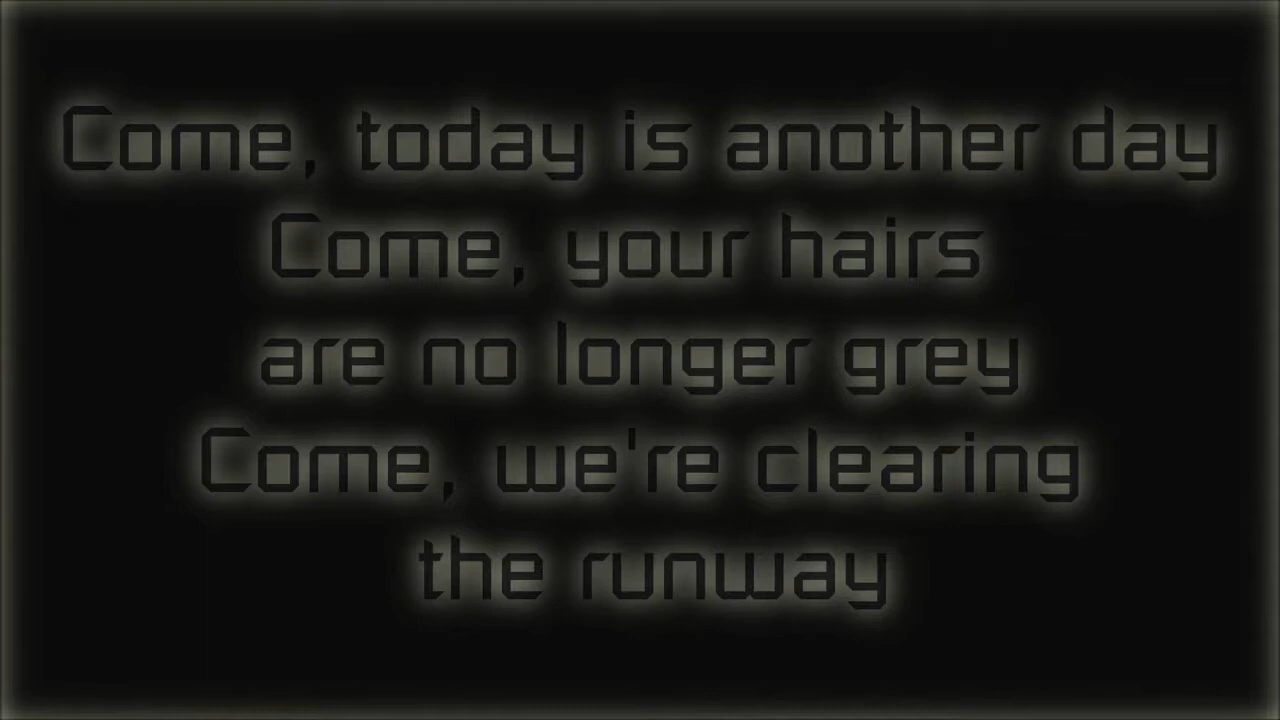 Come, today is another day
Come, your hairs
are no longer grey
Come, we're clearing
the runway